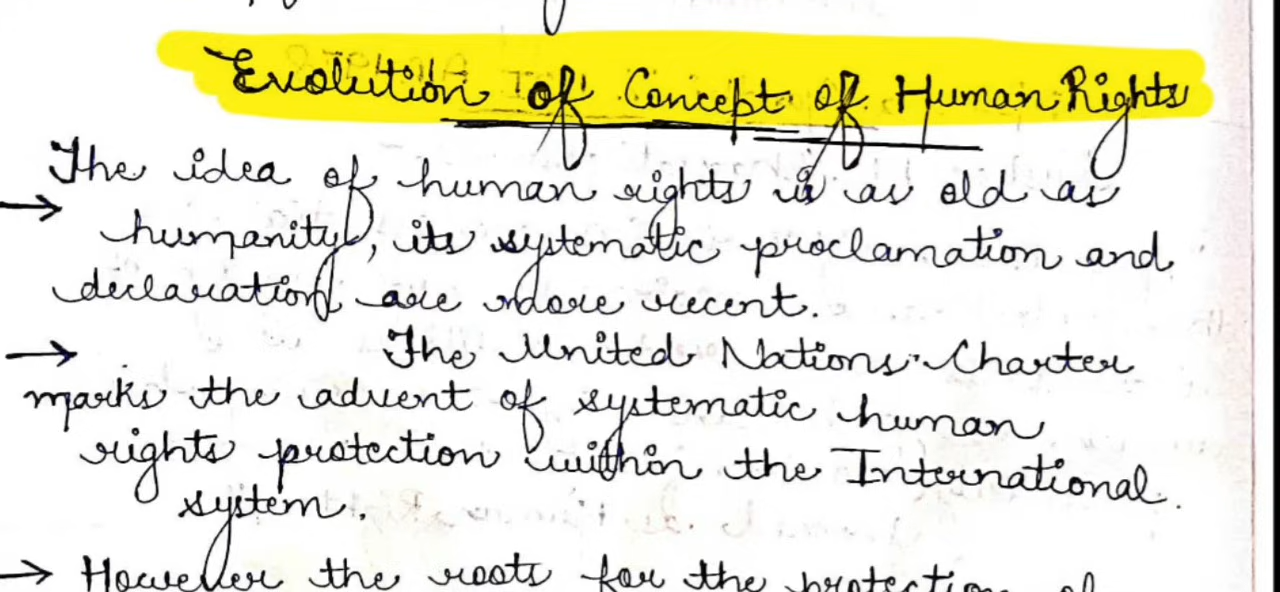 Evolution of Concept of Human Rights
The idea of human rights is as old as
→ humanity, its systematic proclamation and
declaration are more recent.
→ The United Nations Charter
marks the advent of systematic human
rights protection within the International
system.
→ However the roots for the protection of